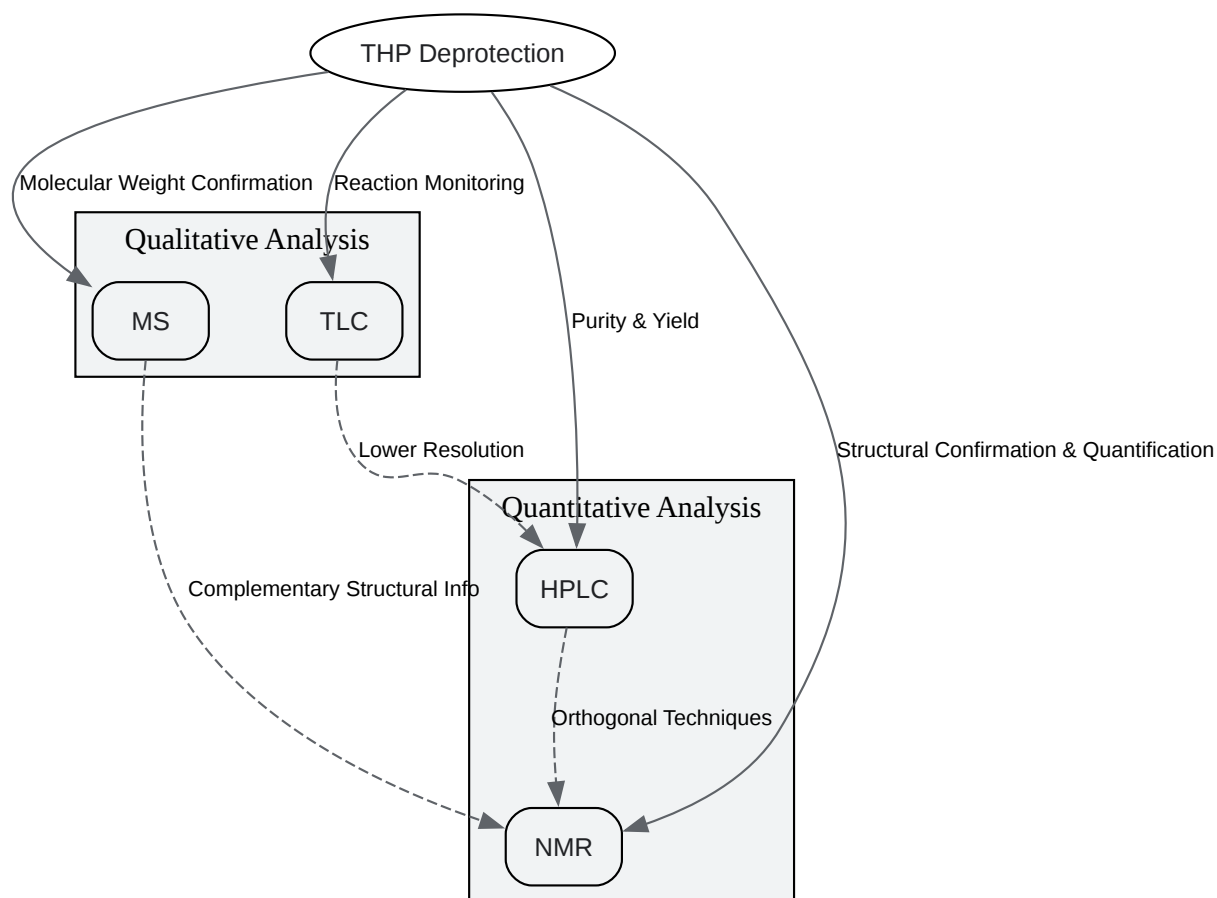 THP Deprotection
Molecular Weight Confirmation
Reaction Monitoring
Qualitative Analysis
MS
TLC
Purity & Yield
Lower Resolution
Structural Confirmation & Quantification
Quantitative Analysis
HPLC
Complementary Structural Info
Orthogonal Techniques
NMR